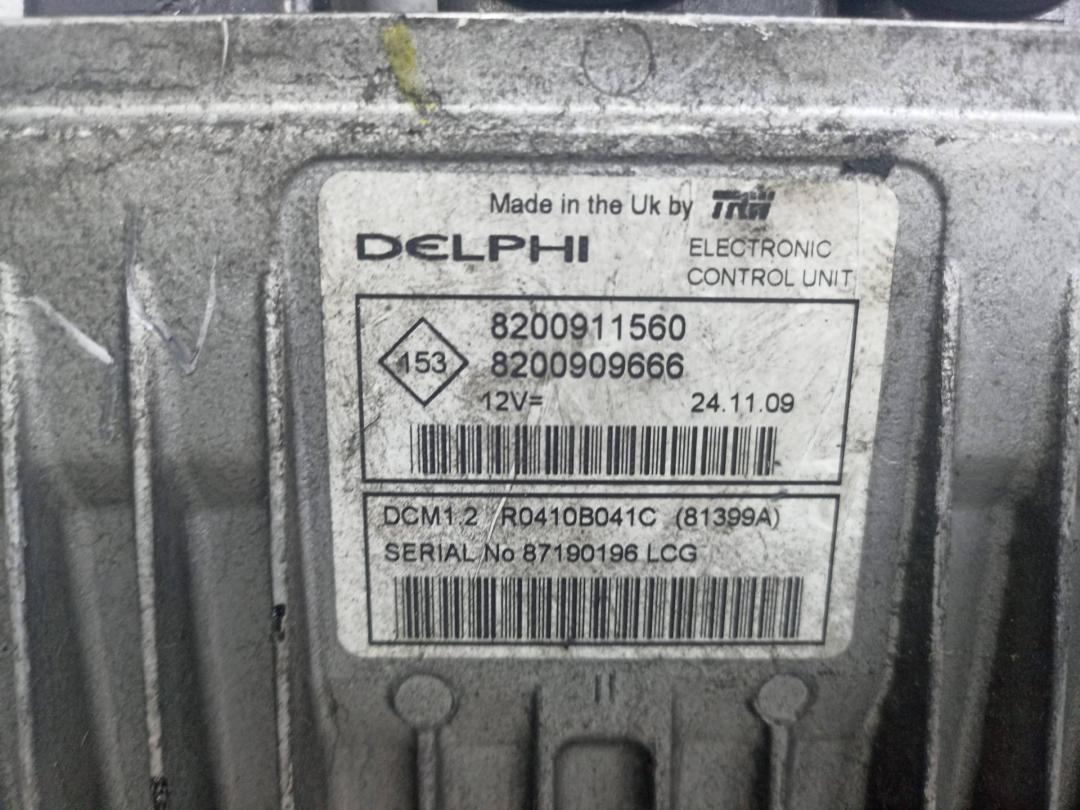 Made in the Uk by TRW
DELPHI
ELECTRONIC
CONTROL UNIT
153
8200911560
8200909666
12V=
24.11.09
DCM1.2 R0410B041C (81399A)
SERIAL No 87190196 LCG